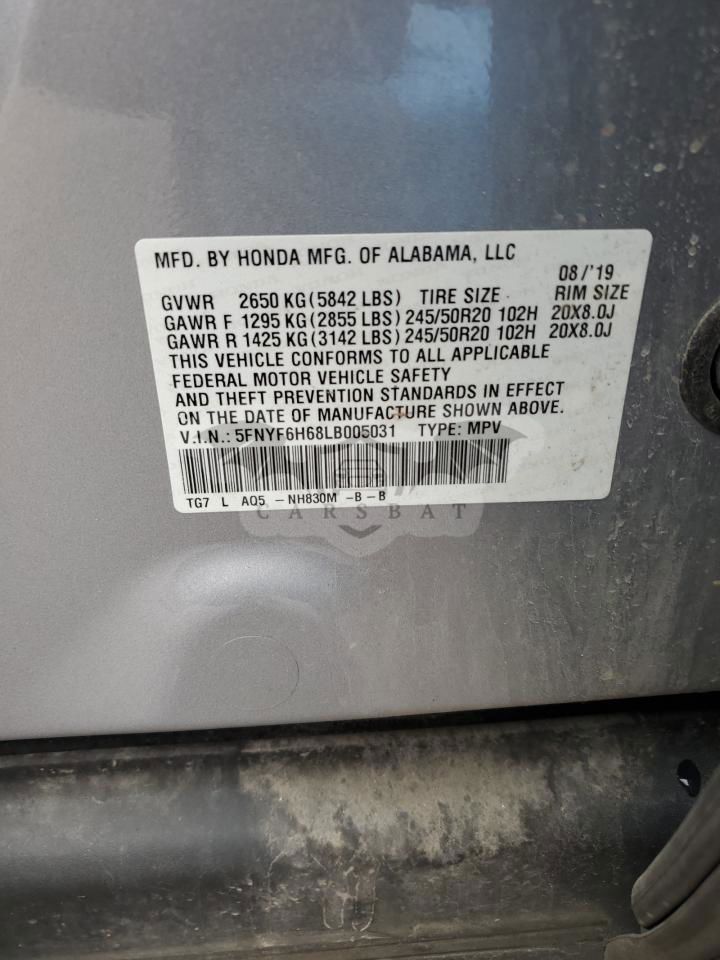 MFD. BY HONDA MFG. OF ALABAMA, LLC
08/'19
GVWR 2650 KG(5842 LBS) TIRE SIZE RIM SIZE
GAWR F 1295 KG(2855 LBS) 245/50R20 102H 20X8.0J
GAWR R 1425 KG(3142 LBS) 245/50R20 102H 20X8.0J
THIS VEHICLE CONFORMS TO ALL APPLICABLE
FEDERAL MOTOR VEHICLE SAFETY
AND THEFT PREVENTION STANDARDS IN EFFECT
ON THE DATE OF MANUFACTURE SHOWN ABOVE.
V.I.N.: 5FNYF6H68LB005031 TYPE: MPV
TG7 L A05 -NH830M -B-B
CARSBAT